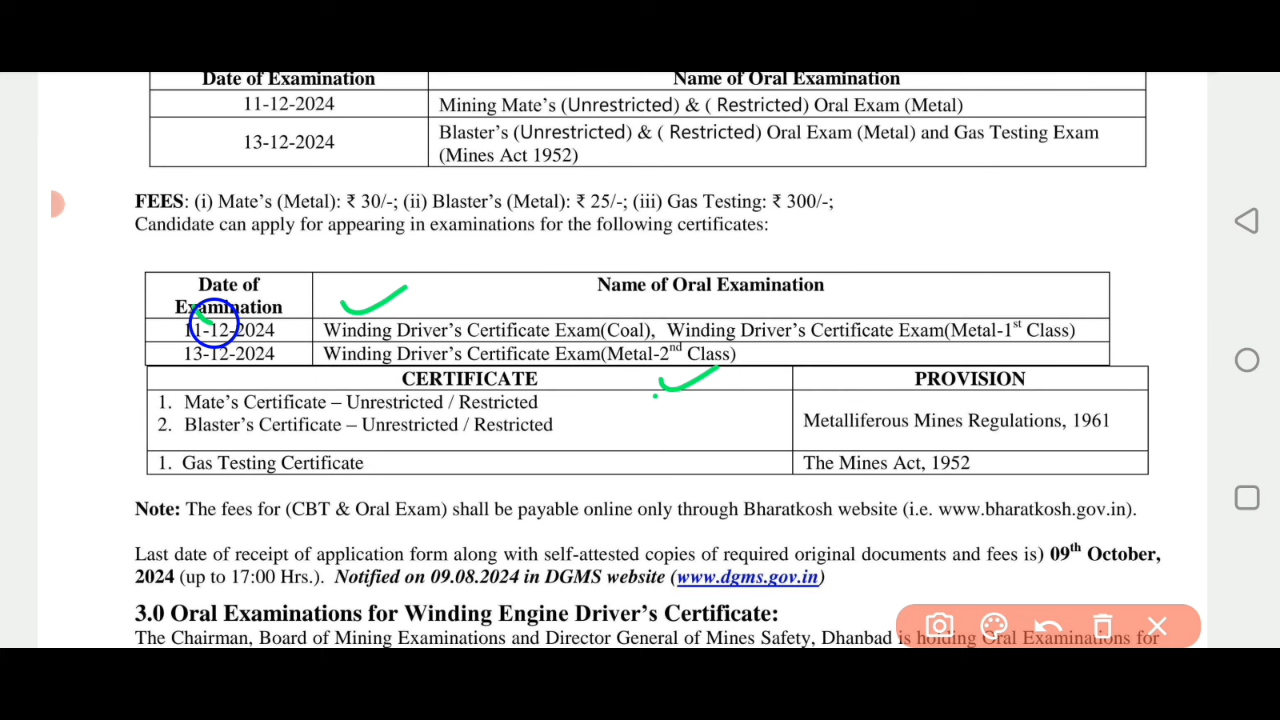 Date of Examination Name of Oral Examination
11-12-2024 Mining Mate's (Unrestricted) & ( Restricted) Oral Exam (Metal)
13-12-2024 Blaster's (Unrestricted) & ( Restricted) Oral Exam (Metal) and Gas Testing Exam
(Mines Act 1952)
FEES: (i) Mate's (Metal): ₹ 30/-; (ii) Blaster's (Metal): ₹ 25/-; (iii) Gas Testing: ₹ 300/-;
Candidate can apply for appearing in examinations for the following certificates:
Date of
Examination Name of Oral Examination
11-12-2024 Winding Driver's Certificate Exam(Coal), Winding Driver's Certificate Exam(Metal-1st Class)
13-12-2024 Winding Driver's Certificate Exam(Metal-2nd Class)
CERTIFICATE PROVISION
1. Mate's Certificate – Unrestricted / Restricted
2. Blaster's Certificate – Unrestricted / Restricted
Metalliferous Mines Regulations, 1961
1. Gas Testing Certificate The Mines Act, 1952
Note: The fees for (CBT & Oral Exam) shall be payable online only through Bharatkosh website (i.e. www.bharatkosh.gov.in).
Last date of receipt of application form along with self-attested copies of required original documents and fees is) 09th October,
2024 (up to 17:00 Hrs.). Notified on 09.08.2024 in DGMS website (www.dgms.gov.in)
3.0 Oral Examinations for Winding Engine Driver's Certificate:
The Chairman, Board of Mining Examinations and Director General of Mines Safety, Dhanbad is holding Oral Examinations for